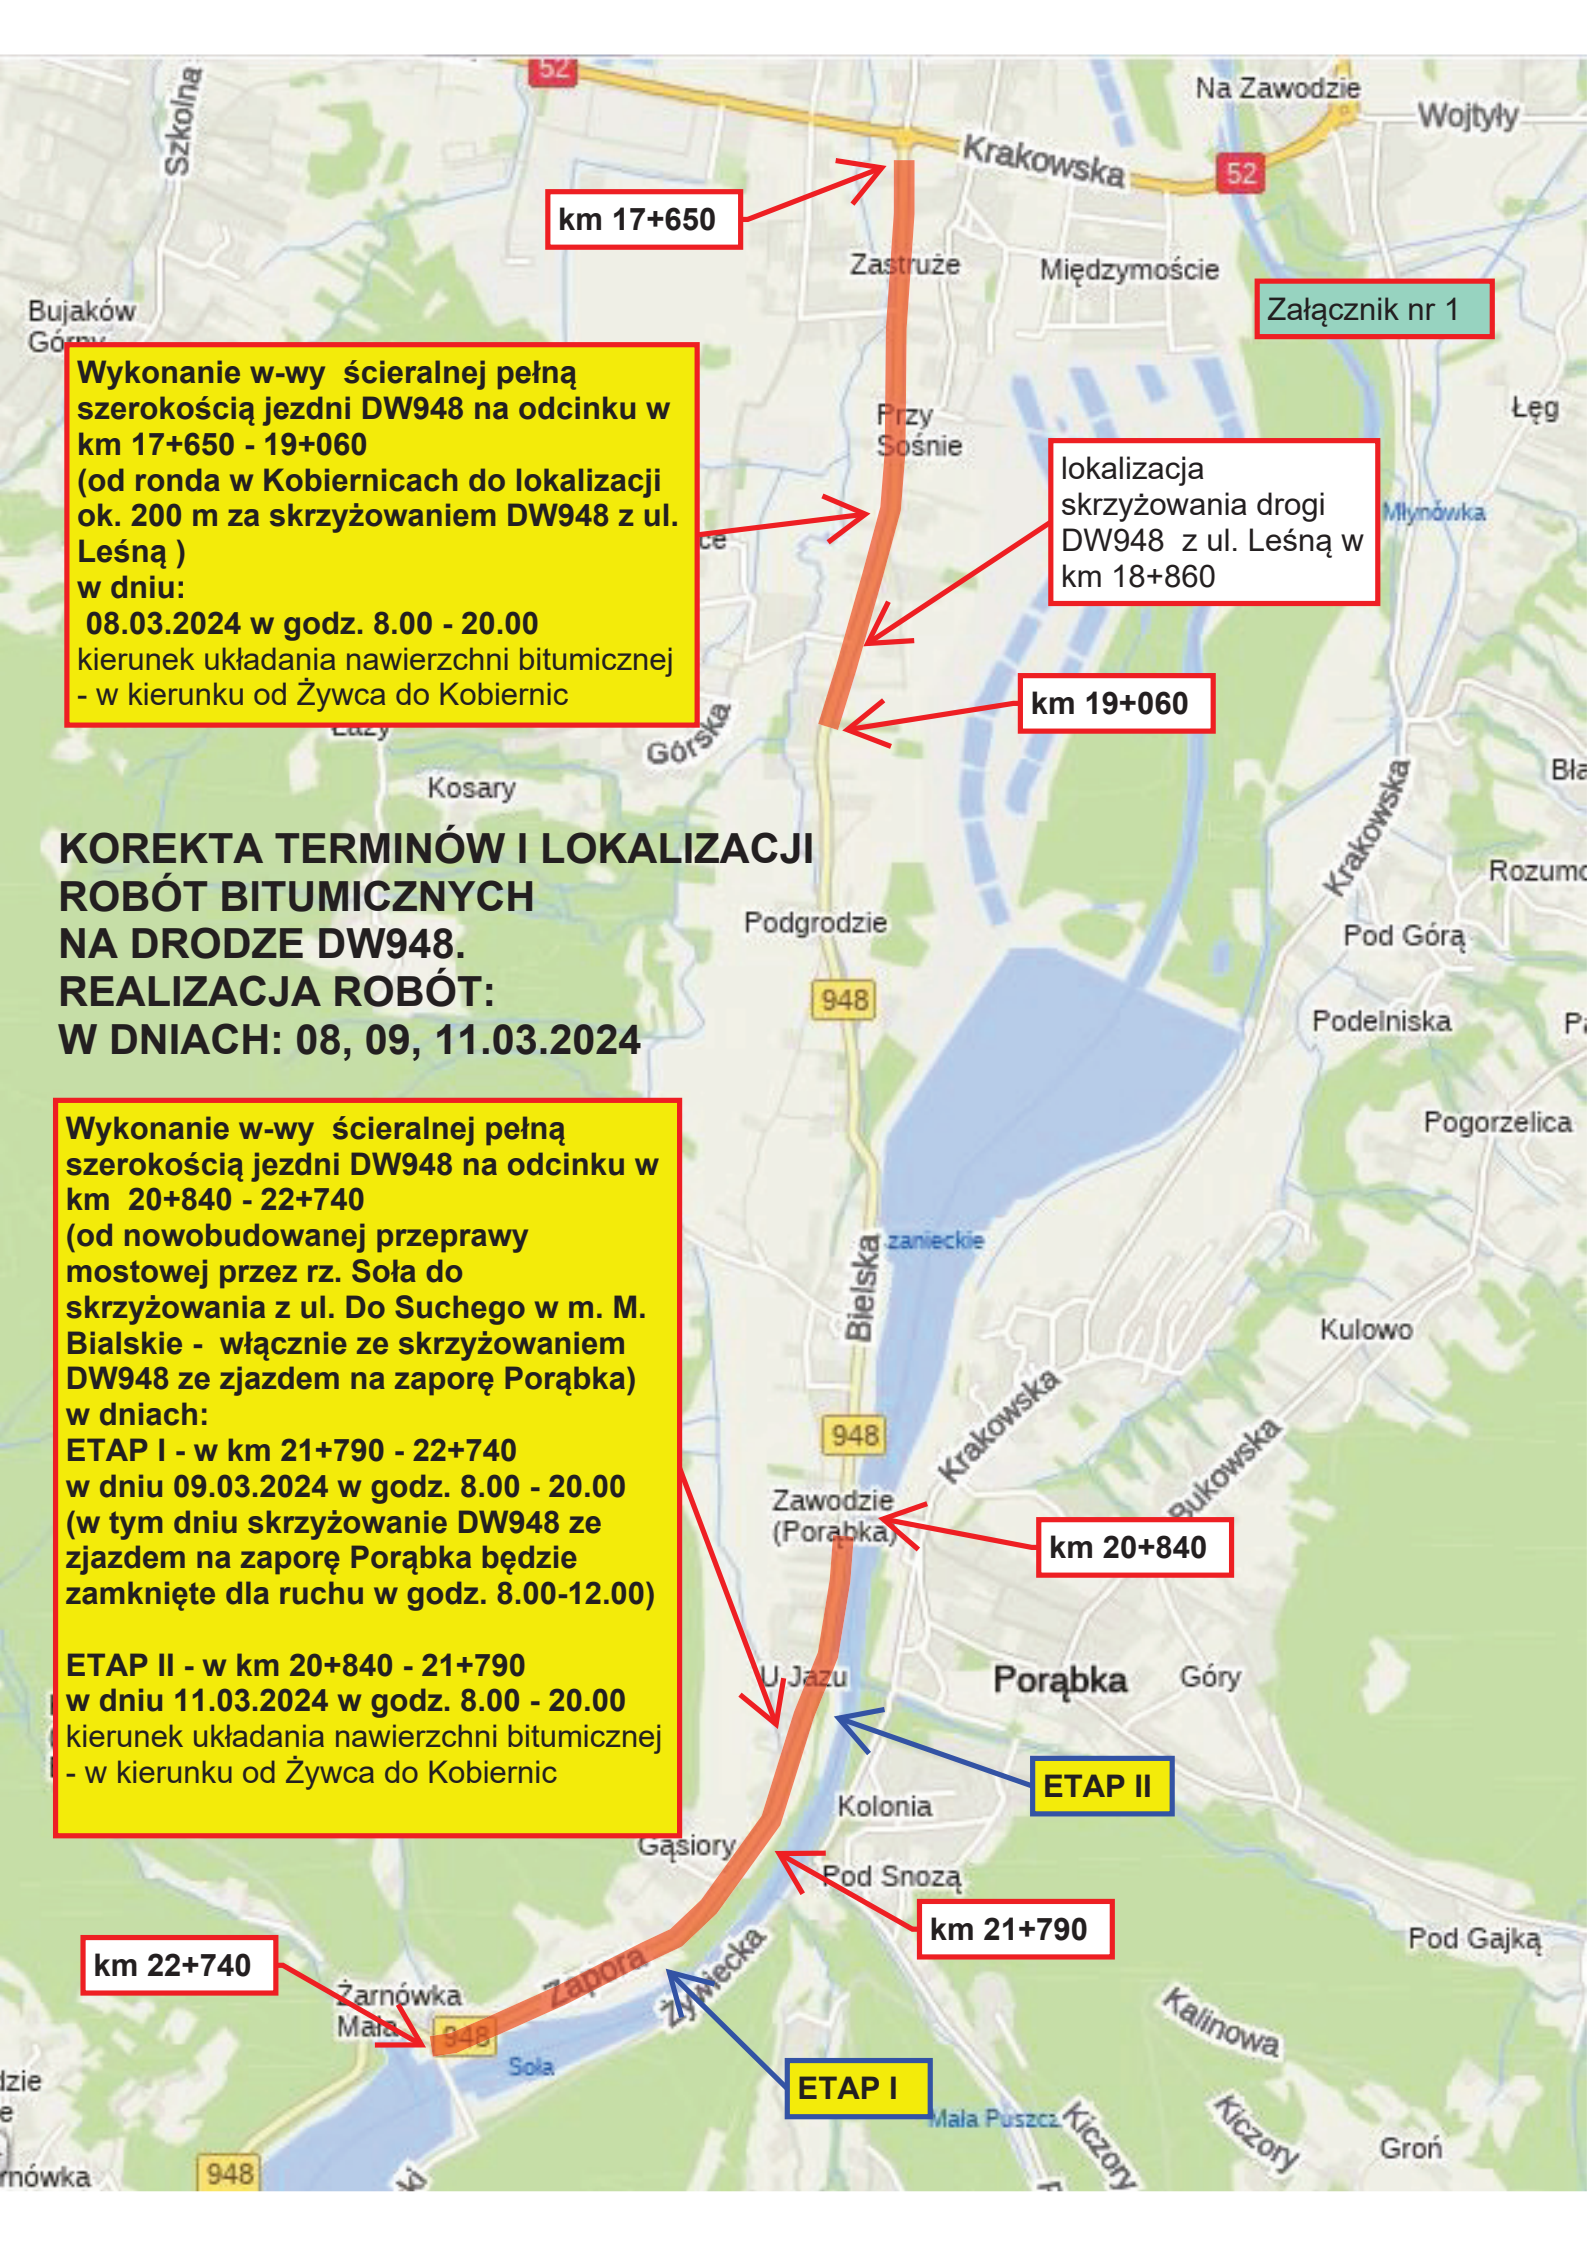 52
Na Zawodzie
Wojtyły
Szkolna
Krakowska
52
km 17+650
Zastruże
Międzymoście
Załącznik nr 1
Bujaków
Górny
Wykonanie w-wy  ścieralnej pełną
szerokością jezdni DW948 na odcinku w
km 17+650 - 19+060
(od ronda w Kobiernicach do lokalizacji
ok. 200 m za skrzyżowaniem DW948 z ul.
Leśną )
w dniu:
08.03.2024 w godz. 8.00 - 20.00
kierunek układania nawierzchni bitumicznej
- w kierunku od Żywca do Kobiernic
Łęg
Przy
Sośnie
lokalizacja
skrzyżowania drogi
DW948  z ul. Leśną w
km 18+860
Młynówka
ce
km 19+060
Łazy
Górska
Kosary
Bła
Krakowska
KOREKTA TERMINÓW I LOKALIZACJI
ROBÓT BITUMICZNYCH
NA DRODZE DW948.
REALIZACJA ROBÓT:
W DNIACH: 08, 09, 11.03.2024
Rozumo
Podgrodzie
Pod Górą
948
Podelniska
Pogorzelica
Wykonanie w-wy  ścieralnej pełną
szerokością jezdni DW948 na odcinku w
km  20+840 - 22+740
(od nowobudowanej przeprawy
mostowej przez rz. Soła do
skrzyżowania z ul. Do Suchego w m. M.
Bialskie -  włącznie ze skrzyżowaniem
DW948 ze zjazdem na zaporę Porąbka)
w dniach:
ETAP I - w km 21+790 - 22+740
w dniu 09.03.2024 w godz. 8.00 - 20.00
(w tym dniu skrzyżowanie DW948 ze
zjazdem na zaporę Porąbka będzie
zamknięte dla ruchu w godz. 8.00-12.00)
ETAP II - w km 20+840 - 21+790
w dniu 11.03.2024 w godz. 8.00 - 20.00
kierunek układania nawierzchni bitumicznej
- w kierunku od Żywca do Kobiernic
zanieckie
Bielska
Kulowo
Krakowska
948
Bukowska
Zawodzie
(Porąbka)
km 20+840
U Jazu
Porąbka
Góry
ETAP II
Kolonia
Gąsiory
Pod Snozą
km 21+790
Pod Gajką
km 22+740
Zapora
Żywiecka
Żarnówka
Mała
948
Soła
Kalinowa
ETAP I
Mała Puszcz
Kiczory
Kiczory
Groń
dzie
e
rnówka
948